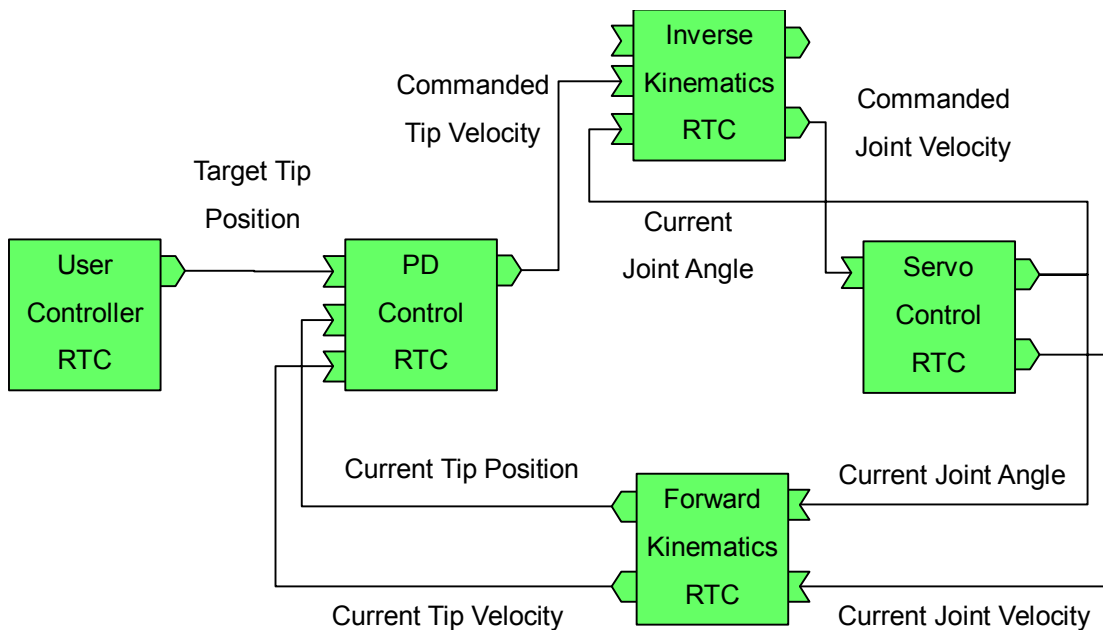 Inverse
Kinematics
RTC
Commanded
Tip Velocity
Commanded
Joint Velocity
Target Tip
Position
Current
Joint Angle
User
Controller
RTC
PD
Control
RTC
Servo
Control
RTC
Current Tip Position
Forward
Kinematics
RTC
Current Joint Angle
Current Tip Velocity
Current Joint Velocity